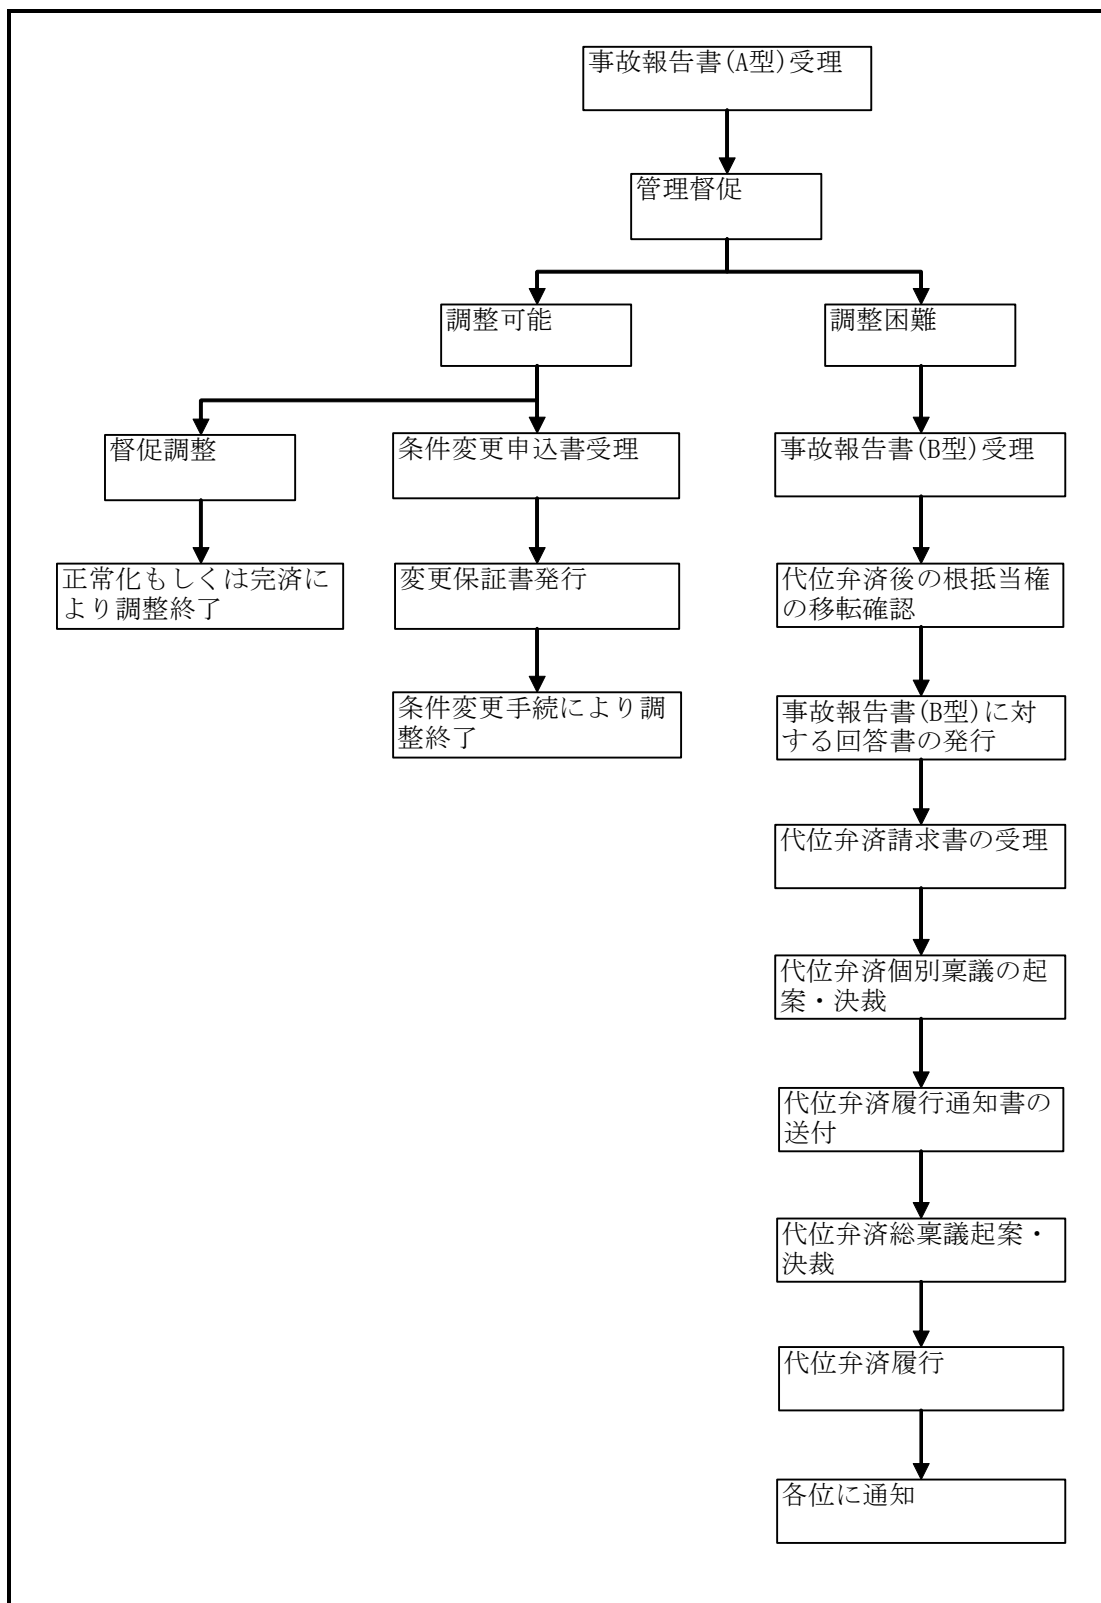 事故報告書(A型)受理
管理督促
調整可能
調整困難
督促調整
条件変更申込書受理
事故報告書(B型)受理
正常化もしくは完済に
より調整終了
変更保証書発行
代位弁済後の根抵当権
の移転確認
条件変更手続により調
整終了
事故報告書(B型)に対
する回答書の発行
代位弁済請求書の受理
代位弁済個別稟議の起
案・決裁
代位弁済履行通知書の
送付
代位弁済総稟議起案・
決裁
代位弁済履行
各位に通知